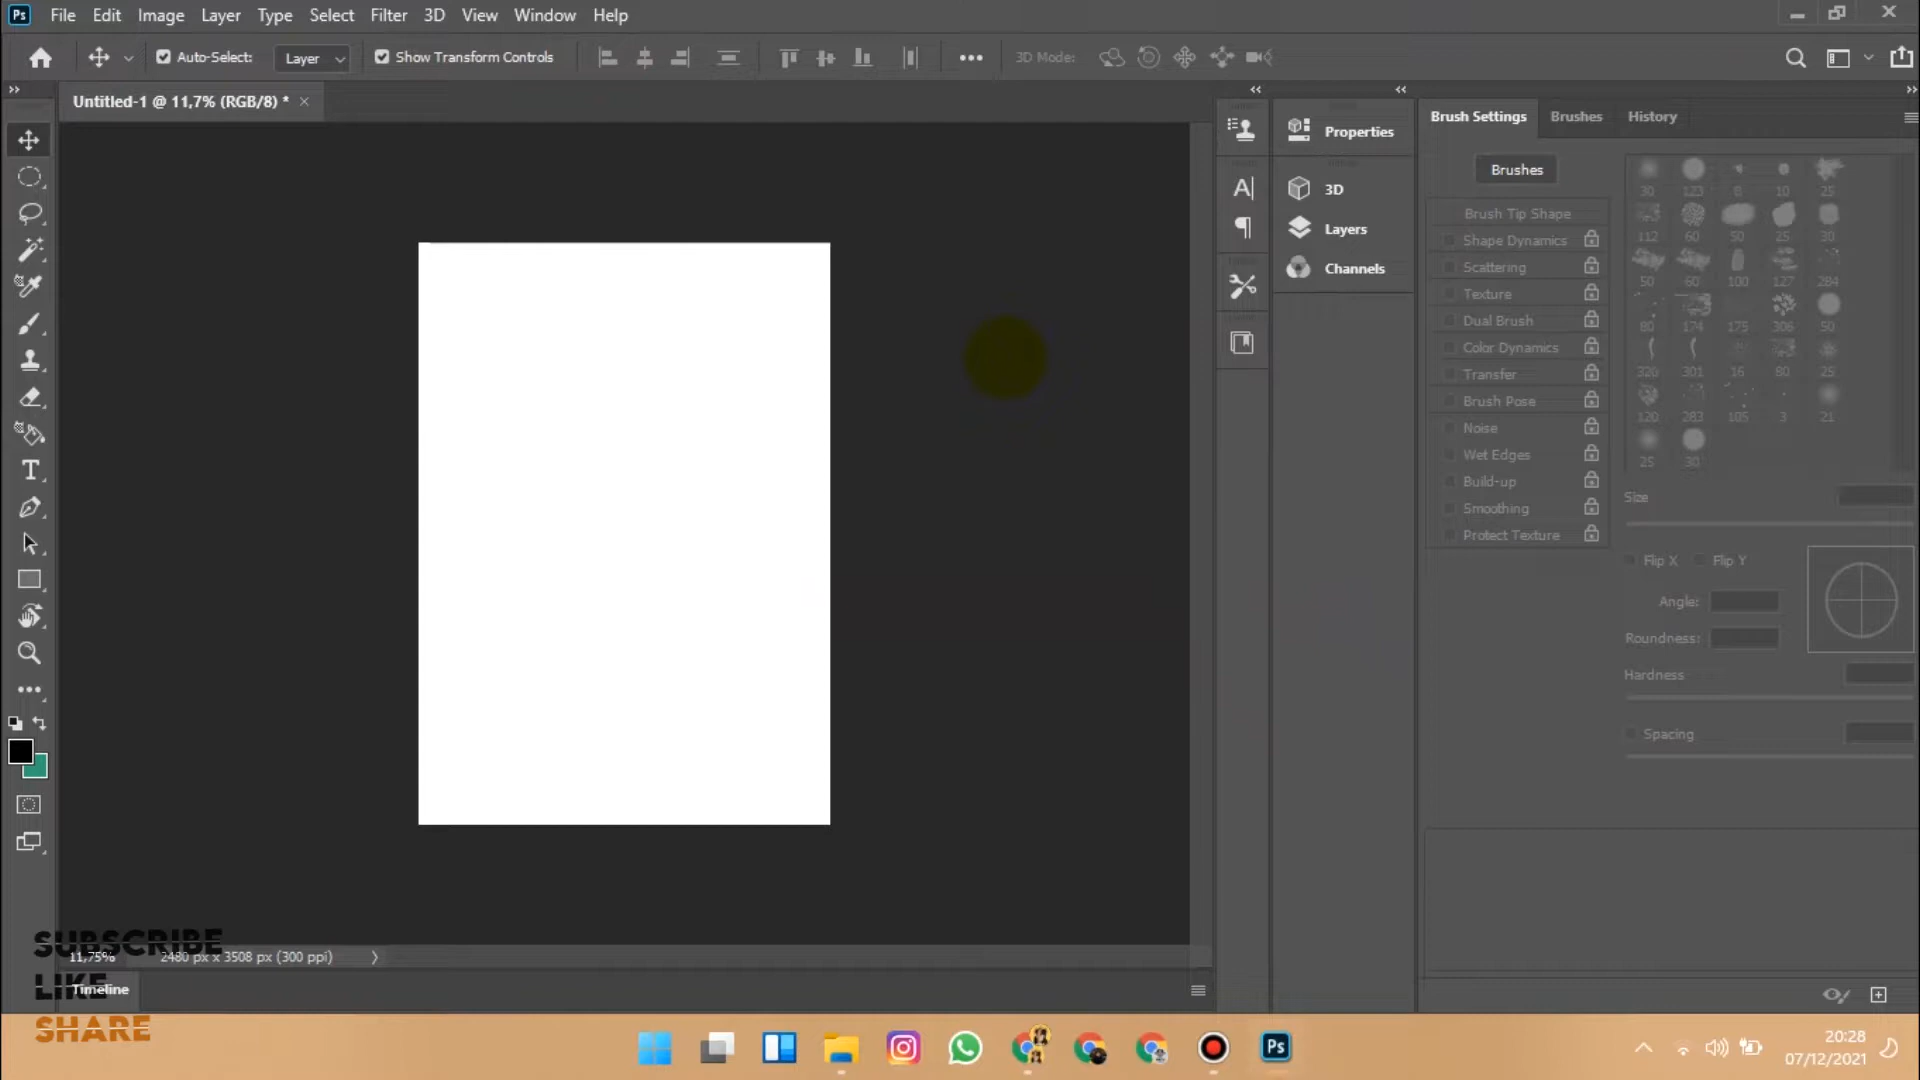 Ps File Edit Image Layer Type Select Filter 3D View Window Help
Auto-Select: Layer Show Transform Controls 3D Mode:
Untitled-1 @ 11,7% (RGB/8) * ×
Properties
3D
Layers
Channels
Brush Settings Brushes History
Brushes
Brush Tip Shape
Shape Dynamics
Scattering
Texture
Dual Brush
Color Dynamics
Transfer
Brush Pose
Noise
Wet Edges
Build-up
Smoothing
Protect Texture
30 123 8 10 25
112 60 50 25 30
50 60 100 127 284
80 174 175 306 50
320 301 16 80 25
120 283 105 3 21
25 30
Size
Flip X Flip Y
Angle:
Roundness:
Hardness
Spacing
11,75% 2480 px x 3508 px (300 ppi)
Timeline
SUBSCRIBE
LIKE
SHARE
Ps
20:28
07/12/2021